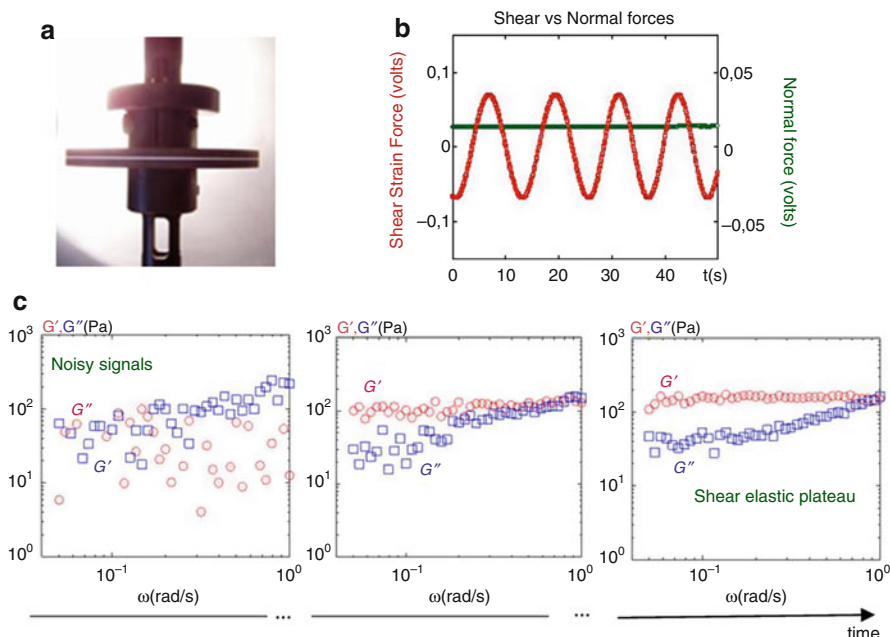 a
b
Shear vs Normal forces
Shear Strain Force (volts)
0,1
0
−0,1
0,05
0
−0,05
Normal force (volts)
0 10 20 30 40 t(s)
c
G′,G″(Pa)
10³
10²
10¹
10⁰
Noisy signals
G″
G′
10⁻¹ 10⁰
ω(rad/s)
G′,G″(Pa)
10³
10²
10¹
10⁰
G′
G″
10⁻¹ 10⁰
ω(rad/s)
G′,G″(Pa)
10³
10²
10¹
10⁰
G′
G″
Shear elastic plateau
10⁻¹ 10⁰
ω(rad/s)
... ...
time